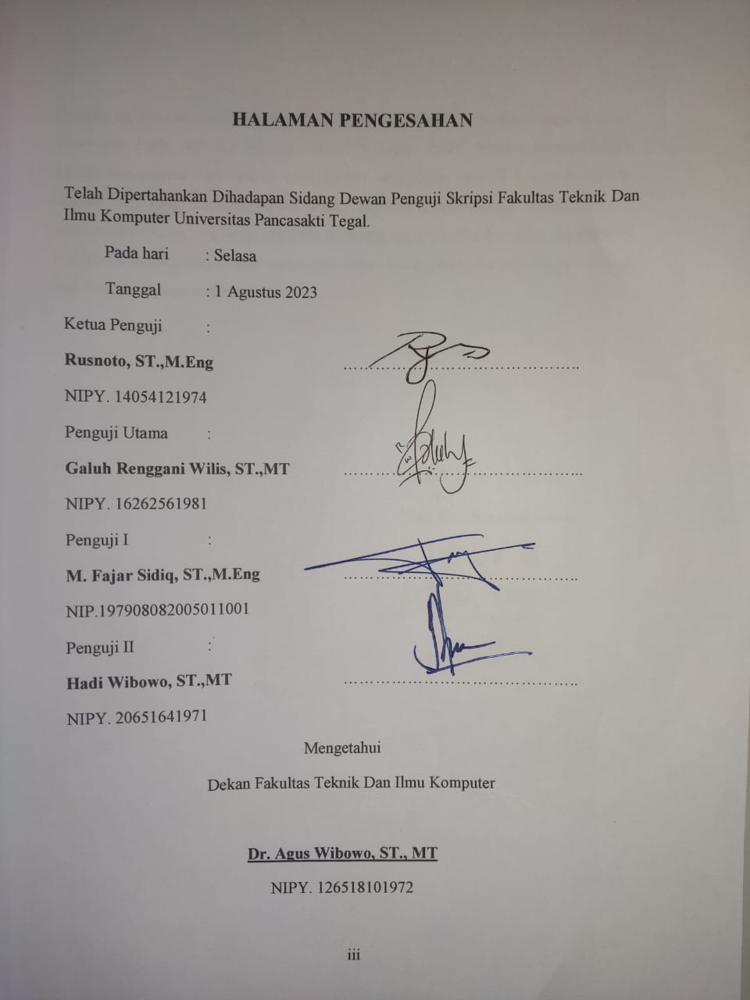 HALAMAN PENGESAHAN
Telah Dipertahankan Dihadapan Sidang Dewan Penguji Skripsi Fakultas Teknik Dan
Ilmu Komputer Universitas Pancasakti Tegal.
Pada hari : Selasa
Tanggal : 1 Agustus 2023
Ketua Penguji :
Rusnoto, ST.,M.Eng
NIPY. 14054121974
Penguji Utama :
Galuh Renggani Wilis, ST.,MT
NIPY. 16262561981
Penguji I :
M. Fajar Sidiq, ST.,M.Eng
NIP.197908082005011001
Penguji II :
Hadi Wibowo, ST.,MT
NIPY. 20651641971
Mengetahui
Dekan Fakultas Teknik Dan Ilmu Komputer
Dr. Agus Wibowo, ST., MT
NIPY. 126518101972
iii